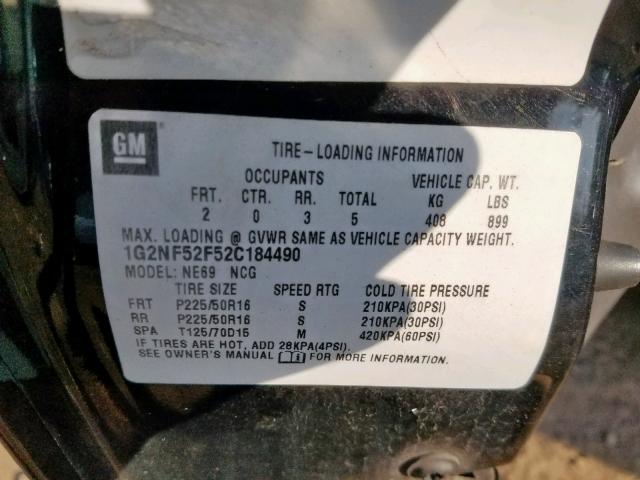 GM
TIRE-LOADING INFORMATION
OCCUPANTS VEHICLE CAP. WT.
FRT. CTR. RR. TOTAL KG LBS
2 0 3 5 408 899
MAX. LOADING @ GVWR SAME AS VEHICLE CAPACITY WEIGHT.
1G2NF52F52C184490
MODEL: NE69 NCG
TIRE SIZE SPEED RTG COLD TIRE PRESSURE
FRT P225/50R16 S 210KPA(30PSI)
RR P225/50R16 S 210KPA(30PSI)
SPA T125/70D15 M 420KPA(60PSI)
IF TIRES ARE HOT, ADD 28KPA(4PSI).
SEE OWNER'S MANUAL FOR MORE INFORMATION.